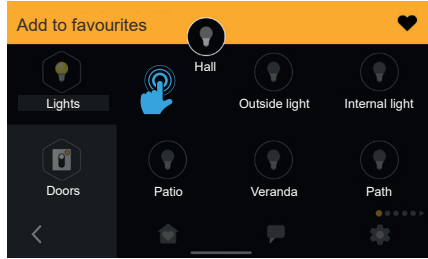 Add to favourites
Hall
Lights
Outside light
Internal light
Doors
Patio
Veranda
Path